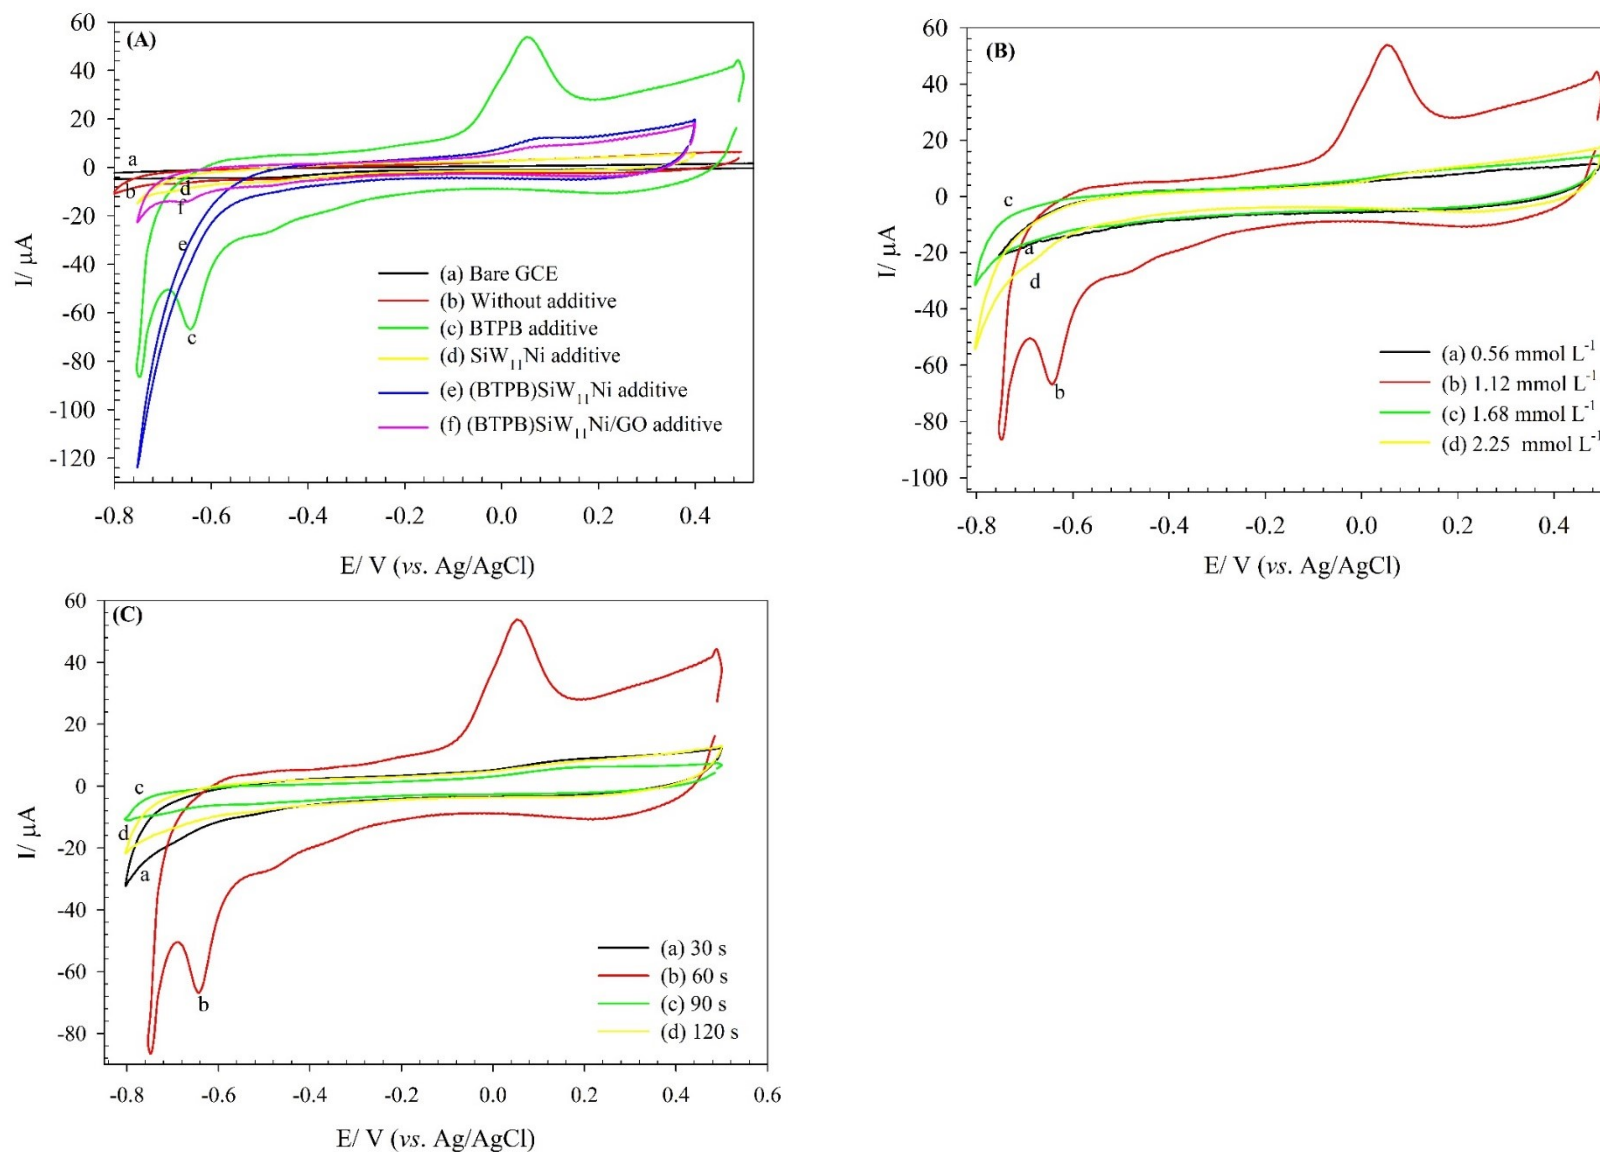 (A)
60
40
20
0
-20
-40
-60
-80
-100
-120
I/ µA
a
b
d
f
e
c
(a) Bare GCE
(b) Without additive
(c) BTPB additive
(d) SiW₁₁Ni additive
(e) (BTPB)SiW₁₁Ni additive
(f) (BTPB)SiW₁₁Ni/GO additive
-0.8 -0.6 -0.4 -0.2 0.0 0.2 0.4
E/ V (vs. Ag/AgCl)
(B)
60
40
20
0
-20
-40
-60
-80
-100
I/ µA
c
a
d
b
(a) 0.56 mmol L⁻¹
(b) 1.12 mmol L⁻¹
(c) 1.68 mmol L⁻¹
(d) 2.25 mmol L⁻¹
-0.8 -0.6 -0.4 -0.2 0.0 0.2 0.4
E/ V (vs. Ag/AgCl)
(C)
60
40
20
0
-20
-40
-60
-80
I/ µA
c
d
a
b
(a) 30 s
(b) 60 s
(c) 90 s
(d) 120 s
-0.8 -0.6 -0.4 -0.2 0.0 0.2 0.4 0.6
E/ V (vs. Ag/AgCl)